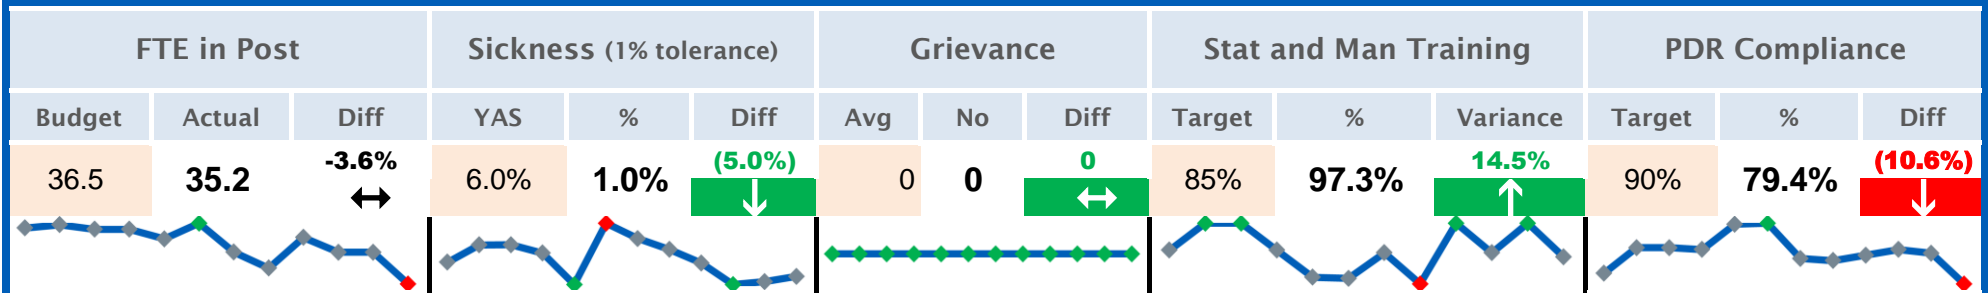 FTE in Post Sickness (1% tolerance) Grievance Stat and Man Training PDR Compliance
Budget Actual Diff YAS % Diff Avg No Diff Target % Variance Target % Diff
36.5 35.2 -3.6% 6.0% 1.0% (5.0%) 0 0 0 85% 97.3% 14.5% 90% 79.4% (10.6%)